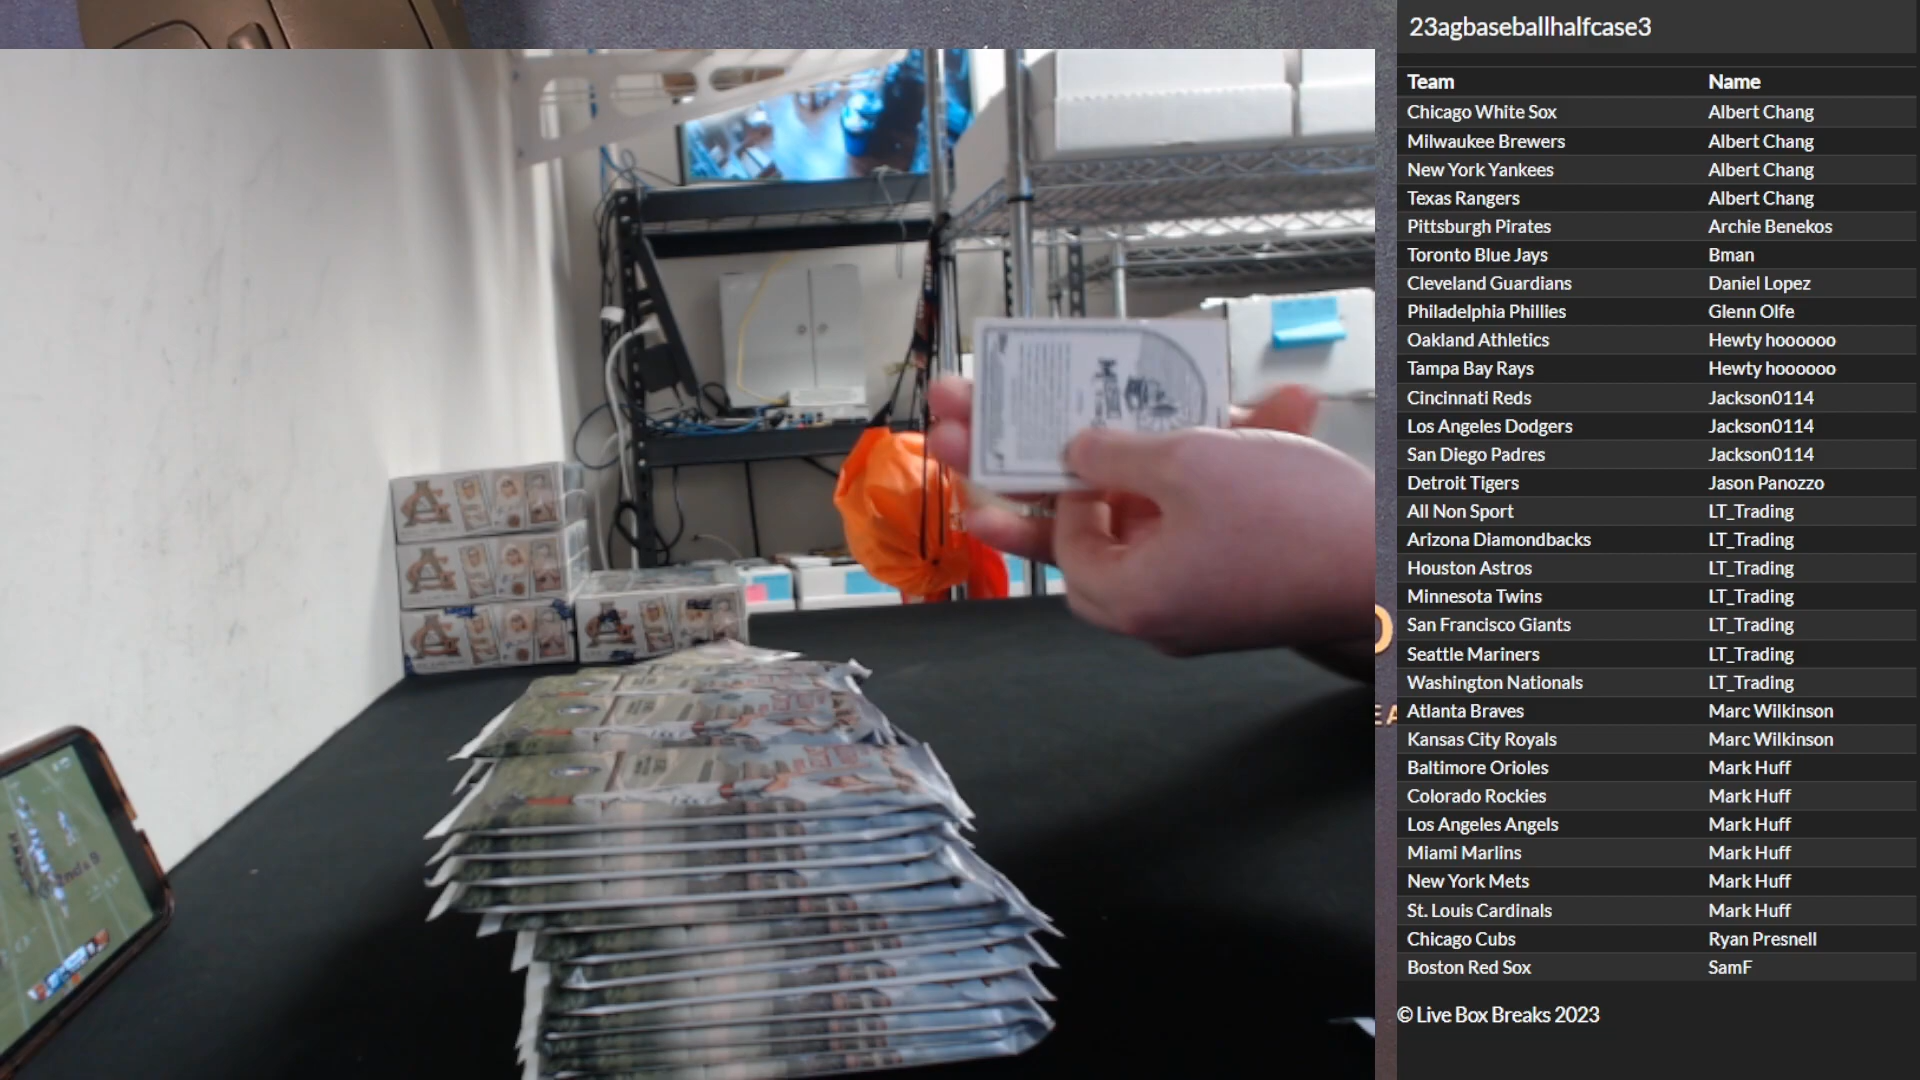 23agbaseballhalfcase3
Team Name
Chicago White Sox Albert Chang
Milwaukee Brewers Albert Chang
New York Yankees Albert Chang
Texas Rangers Albert Chang
Pittsburgh Pirates Archie Benekos
Toronto Blue Jays Bman
Cleveland Guardians Daniel Lopez
Philadelphia Phillies Glenn Olfe
Oakland Athletics Hewty hoooooo
Tampa Bay Rays Hewty hoooooo
Cincinnati Reds Jackson0114
Los Angeles Dodgers Jackson0114
San Diego Padres Jackson0114
Detroit Tigers Jason Panozzo
All Non Sport LT_Trading
Arizona Diamondbacks LT_Trading
Houston Astros LT_Trading
Minnesota Twins LT_Trading
San Francisco Giants LT_Trading
Seattle Mariners LT_Trading
Washington Nationals LT_Trading
Atlanta Braves Marc Wilkinson
Kansas City Royals Marc Wilkinson
Baltimore Orioles Mark Huff
Colorado Rockies Mark Huff
Los Angeles Angels Mark Huff
Miami Marlins Mark Huff
New York Mets Mark Huff
St. Louis Cardinals Mark Huff
Chicago Cubs Ryan Presnell
Boston Red Sox SamF
© Live Box Breaks 2023